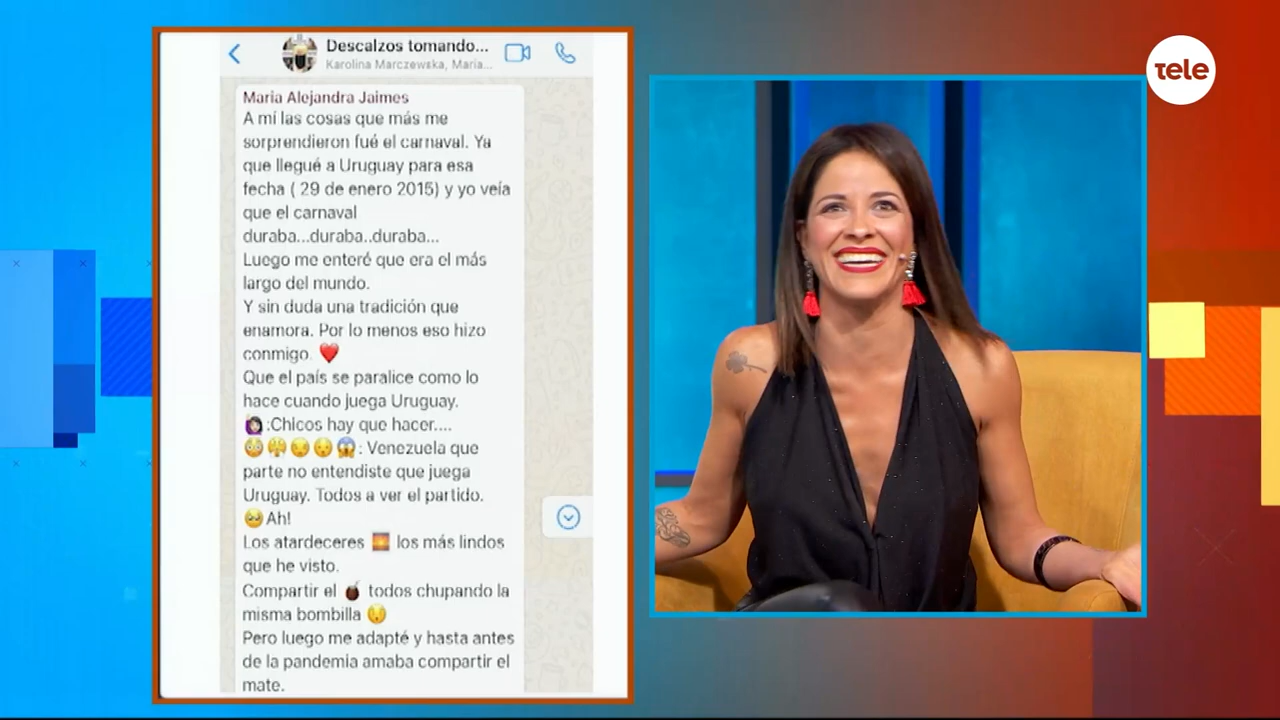 Descalzos tomando...
Karolina Marczewska, María...
Maria Alejandra Jaimes
A mí las cosas que más me
sorprendieron fué el carnaval. Ya
que llegué a Uruguay para esa
fecha ( 29 de enero 2015) y yo veía
que el carnaval
duraba...duraba..duraba...
Luego me enteré que era el más
largo del mundo.
Y sin duda una tradición que
enamora. Por lo menos eso hizo
conmigo. ❤️
Que el país se paralice como lo
hace cuando juega Uruguay.
🙋🏻‍♀️:Chicos hay que hacer....
😳😤😒😟😱: Venezuela que
parte no entendiste que juega
Uruguay. Todos a ver el partido.
🥺Ah!
Los atardeceres 🌅 los más lindos
que he visto.
Compartir el 🧉 todos chupando la
misma bombilla 😯
Pero luego me adapté y hasta antes
de la pandemia amaba compartir el
mate.
tele